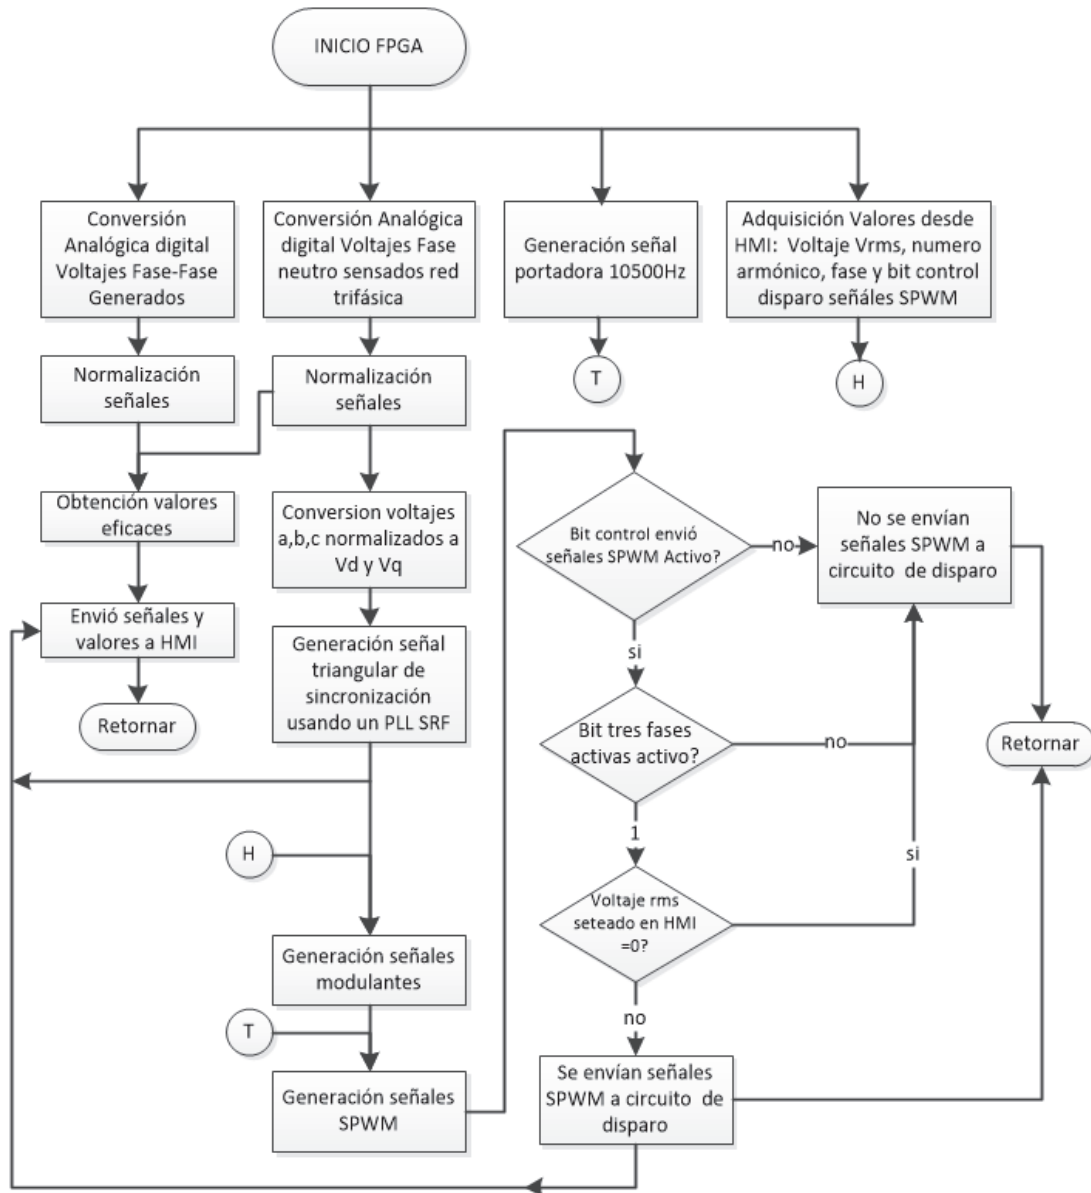 INICIO FPGA
Conversión
Analógica digital
Voltajes Fase-Fase
Generados
Conversión Analógica
digital Voltajes Fase
neutro sensados red
trifásica
Generación señal
portadora 10500Hz
Adquisición Valores desde
HMI:  Voltaje Vrms, numero
armónico, fase y bit control
disparo señáles SPWM
T
H
Normalización
señales
Normalización
señales
Obtención valores
eficaces
Conversion voltajes
a,b,c normalizados a
Vd y Vq
Envió señales y
valores a HMI
Generación señal
triangular de
sincronización
usando un PLL SRF
Retornar
H
Generación señales
modulantes
T
Generación señales
SPWM
Bit control envió
señales SPWM Activo?
no
No se envían
señales SPWM a
circuito  de disparo
si
Bit tres fases
activas activo?
no
Retornar
1
si
Voltaje rms
seteado en HMI
=0?
no
Se envían señales
SPWM a circuito  de
disparo